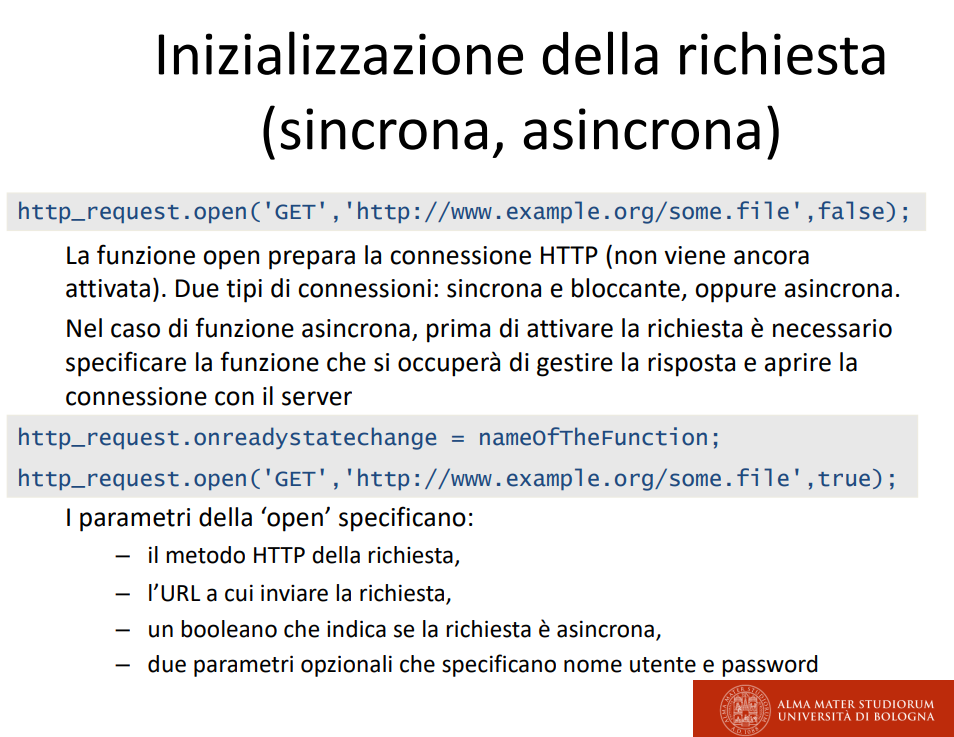 Inizializzazione della richiesta
(sincrona, asincrona)
http_request.open('GET','http://www.example.org/some.file',false);
La funzione open prepara la connessione HTTP (non viene ancora
attivata). Due tipi di connessioni: sincrona e bloccante, oppure asincrona.
Nel caso di funzione asincrona, prima di attivare la richiesta è necessario
specificare la funzione che si occuperà di gestire la risposta e aprire la
connessione con il server
http_request.onreadystatechange = nameOfTheFunction;
http_request.open('GET','http://www.example.org/some.file',true);
I parametri della ‘open’ specificano:
– il metodo HTTP della richiesta,
– l’URL a cui inviare la richiesta,
– un booleano che indica se la richiesta è asincrona,
– due parametri opzionali che specificano nome utente e password
ALMA MATER STUDIORUM
UNIVERSITÀ DI BOLOGNA